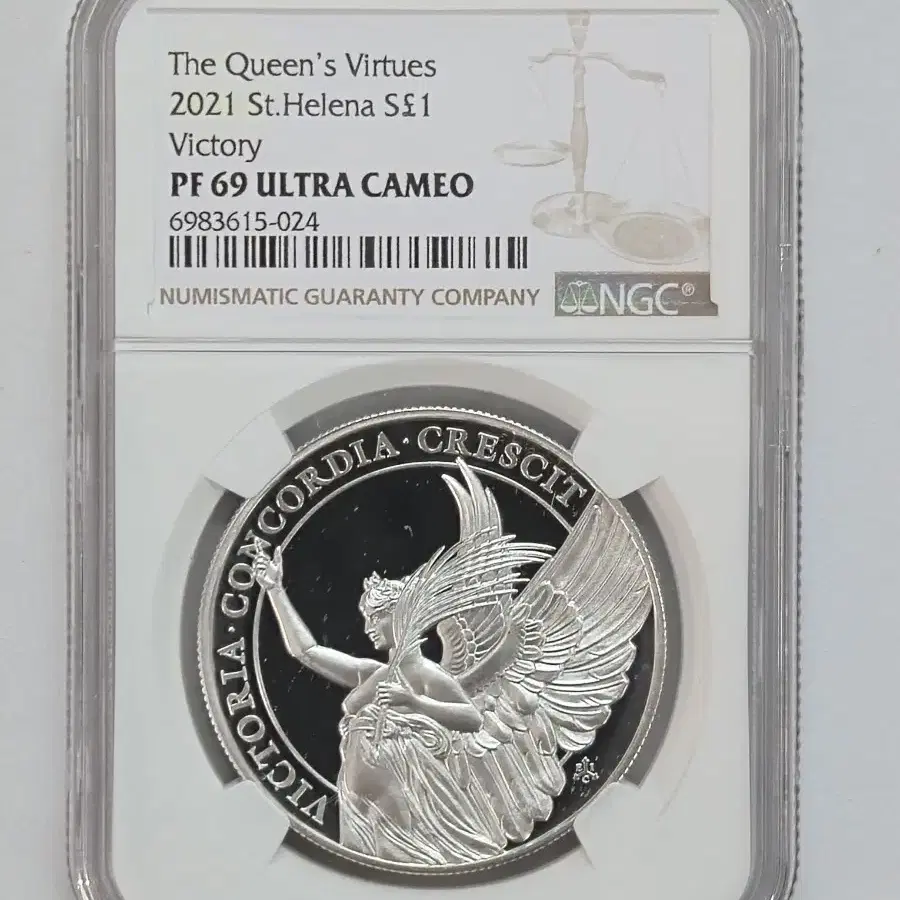 The Queen's Virtues
2021 St.Helena S£1
Victory
PF 69 ULTRA CAMEO
6983615-024
NUMISMATIC GUARANTY COMPANY
NGC®
VICTORIA · CONCORDIA · CRESCIT